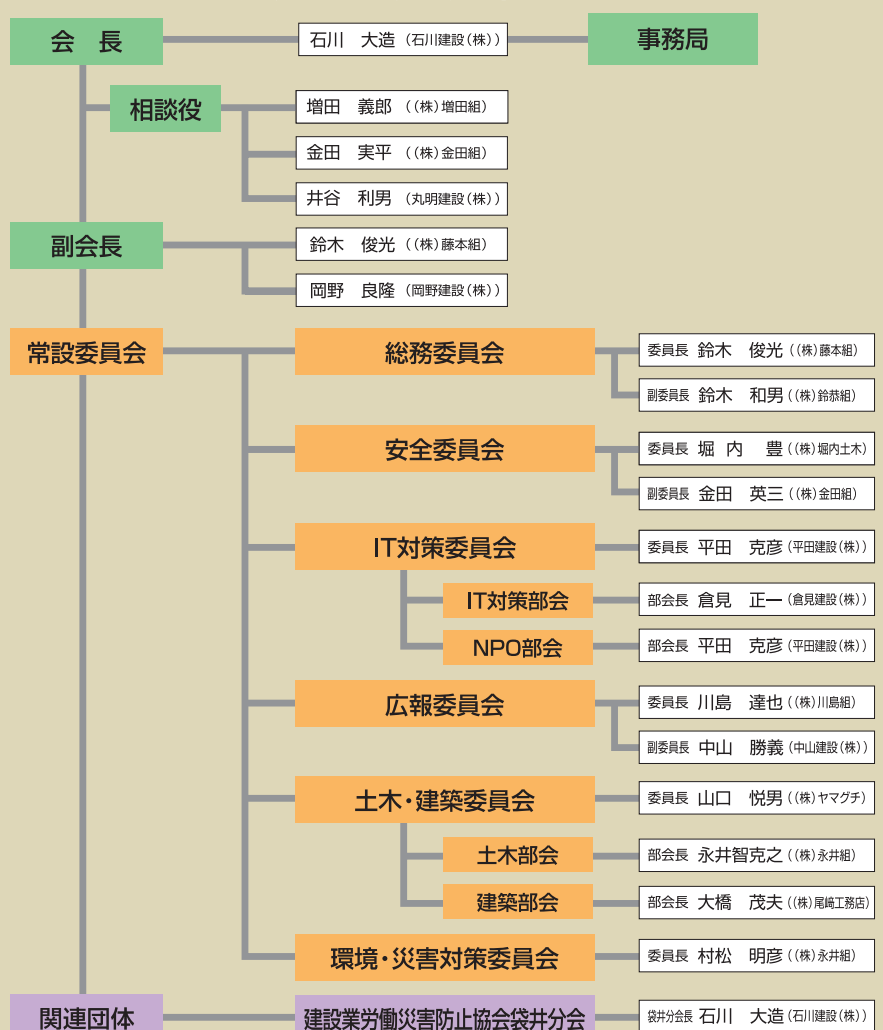 会　長
石川　大造（石川建設（株））
事務局
相談役
増田　義郎（（株）増田組）
金田　実平（（株）金田組）
井谷　利男（丸明建設（株））
副会長
鈴木　俊光（（株）藤本組）
岡野　良隆（岡野建設（株））
常設委員会
総務委員会
委員長 鈴木　俊光（（株）藤本組）
副委員長 鈴木　和男（（株）鈴恭組）
安全委員会
委員長 堀 内　豊（（株）堀内土木）
副委員長 金田　英三（（株）金田組）
IT対策委員会
委員長 平田　克彦（平田建設（株））
IT対策部会
部会長 倉見　正一（倉見建設（株））
NPO部会
部会長 平田　克彦（平田建設（株））
広報委員会
委員長 川島　達也（（株）川島組）
副委員長 中山　勝義（中山建設（株））
土木・建築委員会
委員長 山口　悦男（（株）ヤマグチ）
土木部会
部会長 永井智克之（（株）永井組）
建築部会
部会長 大橋　茂夫（（株）尾﨑工務店）
環境・災害対策委員会
委員長 村松　明彦（（株）永井組）
関連団体
建設業労働災害防止協会袋井分会
袋井分会長 石川　大造（石川建設（株））